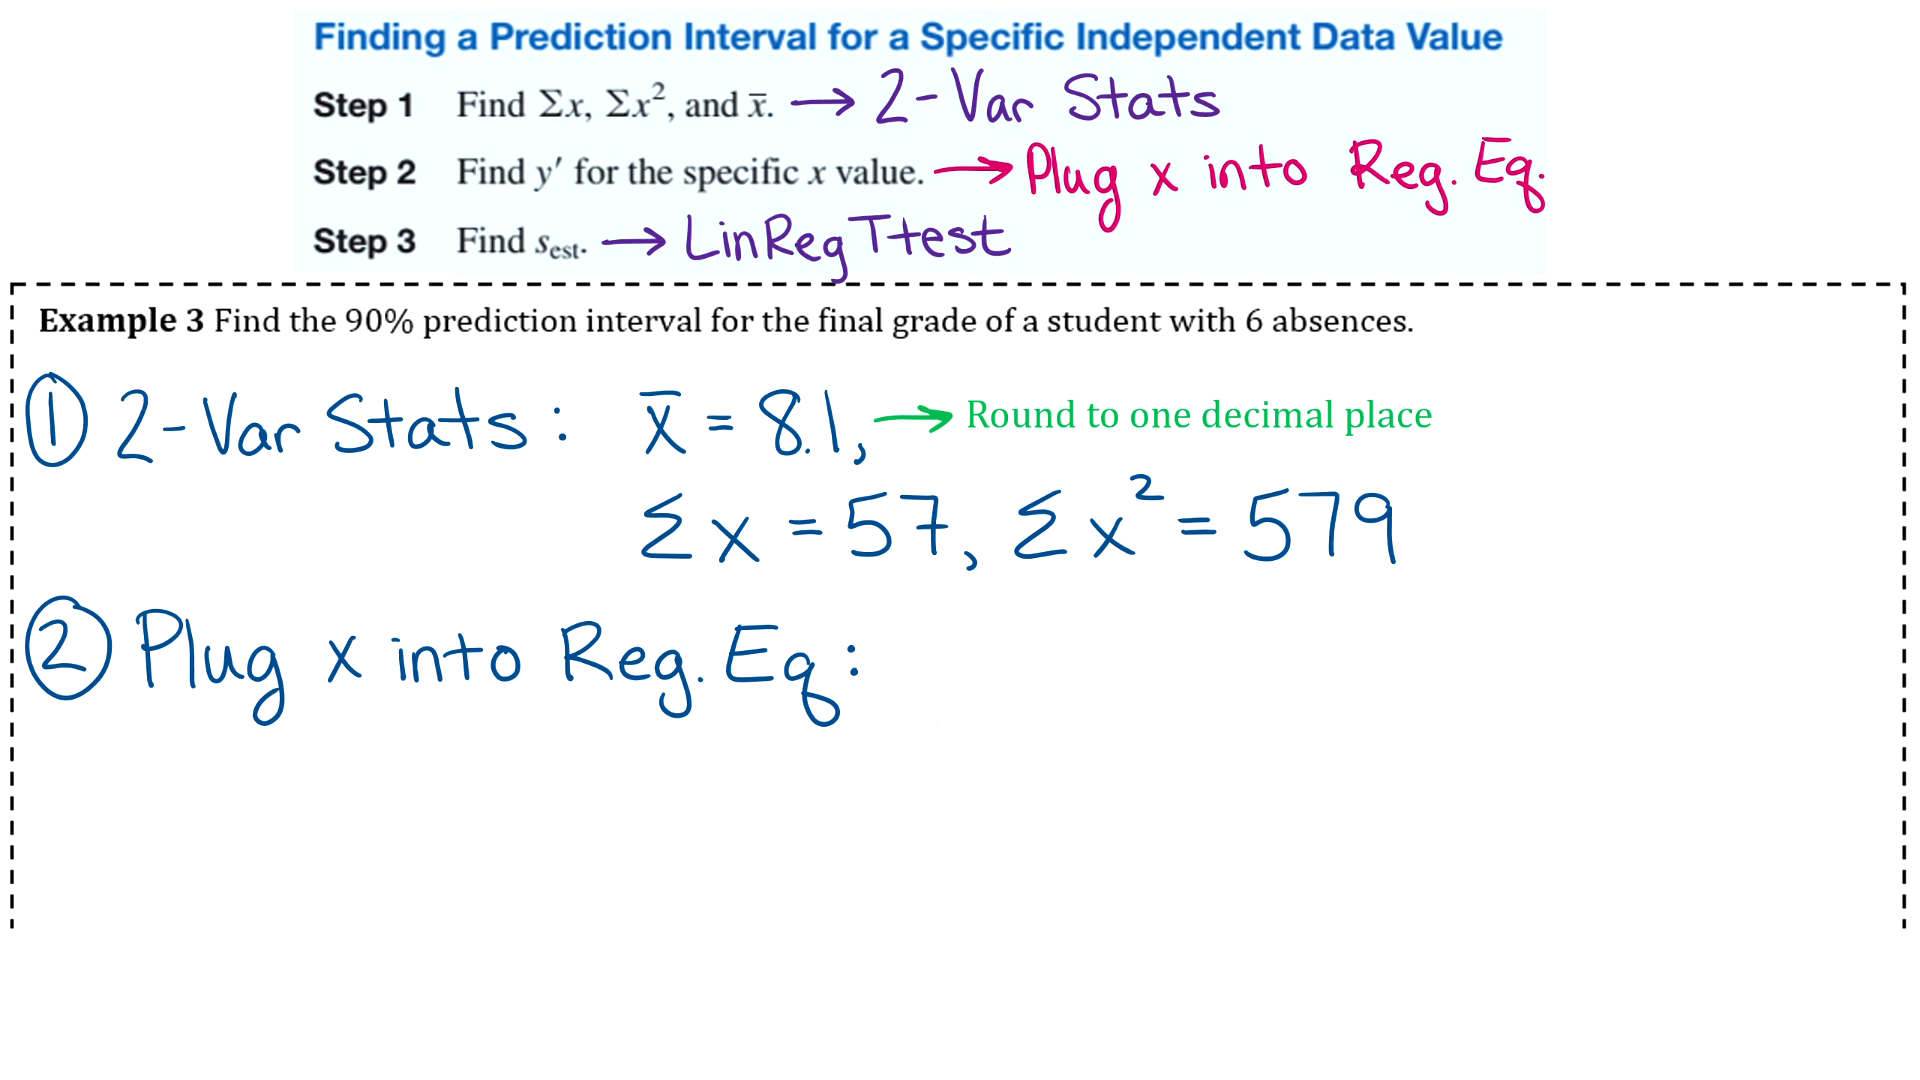 Finding a Prediction Interval for a Specific Independent Data Value
Step 1 Find Σx, Σx², and x̄. → 2-Var Stats
Step 2 Find y′ for the specific x value. → Plug x into Reg. Eq.
Step 3 Find s_est. → LinRegTTest
Example 3 Find the 90% prediction interval for the final grade of a student with 6 absences.
① 2-Var Stats: x̄ = 8.1, → Round to one decimal place
Σx = 57, Σx² = 579
② Plug x into Reg. Eq: